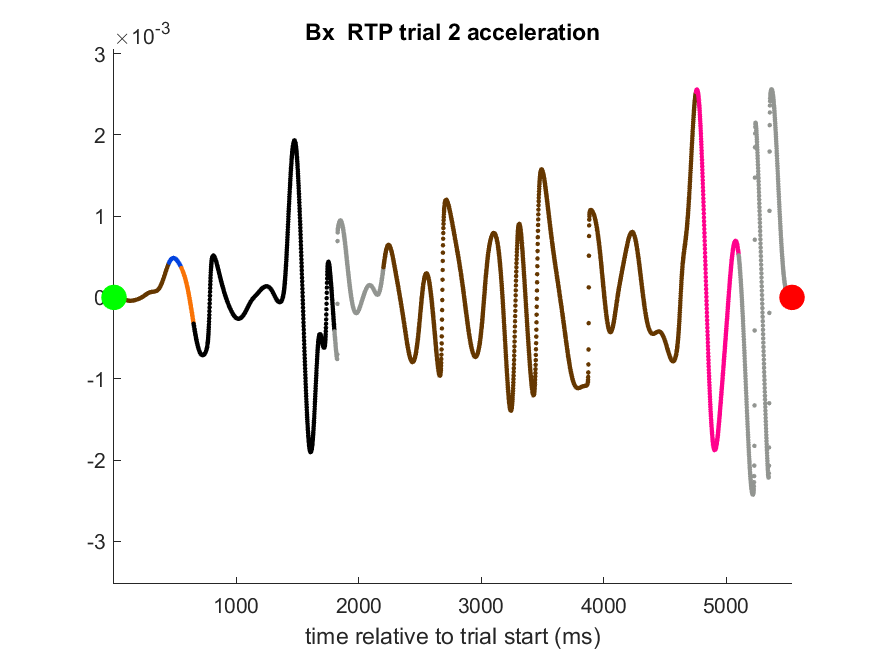 Bx  RTP trial 2 acceleration
×10-3
3
2
1
0
-1
-2
-3
1000 2000 3000 4000 5000
time relative to trial start (ms)